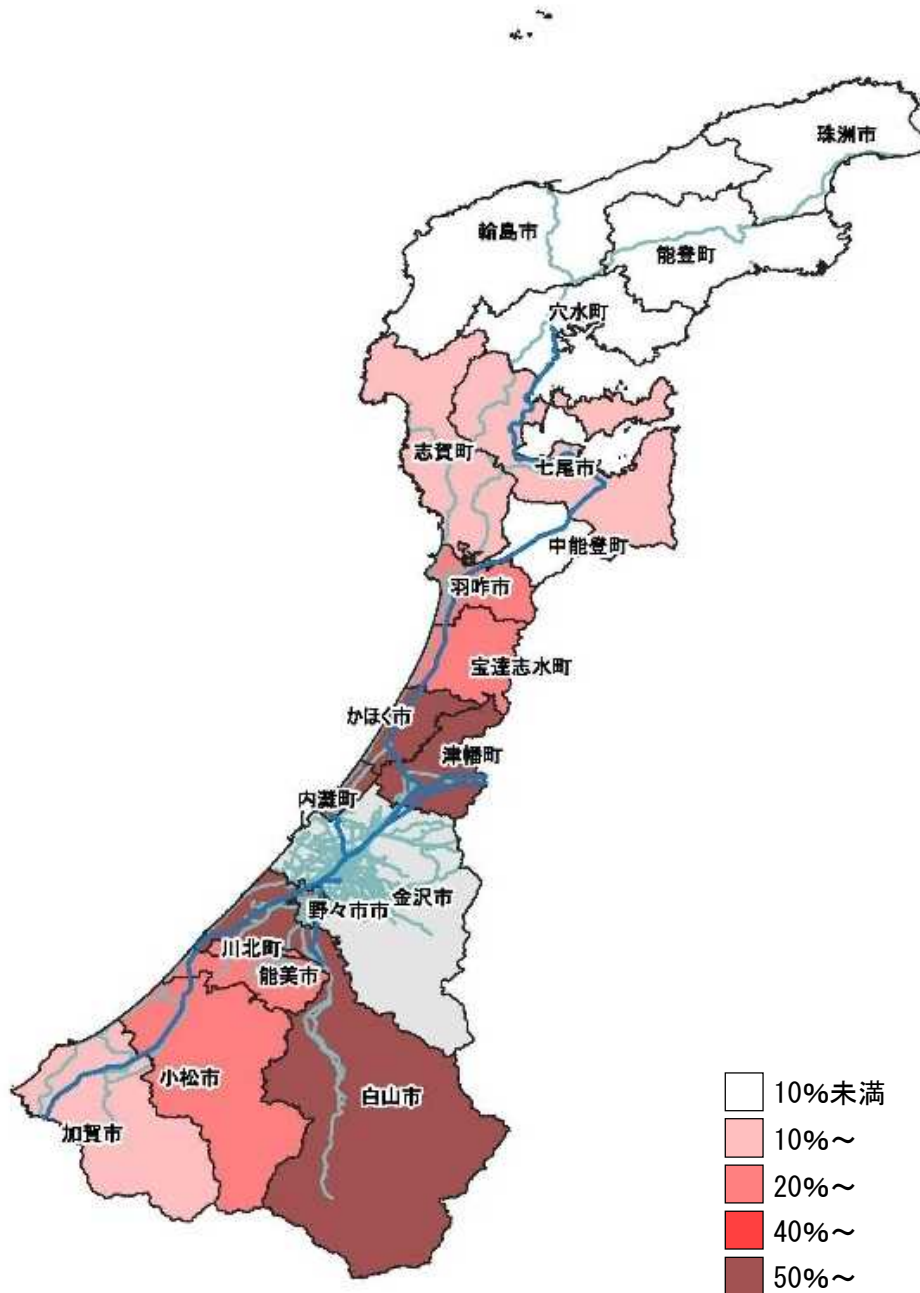 珠洲市
輪島市
能登町
穴水町
志賀町
七尾市
中能登町
羽咋市
宝達志水町
かほく市
津幡町
内灘町
金沢市
野々市市
川北町
能美市
小松市
白山市
加賀市
10%未満
10%～
20%～
40%～
50%～